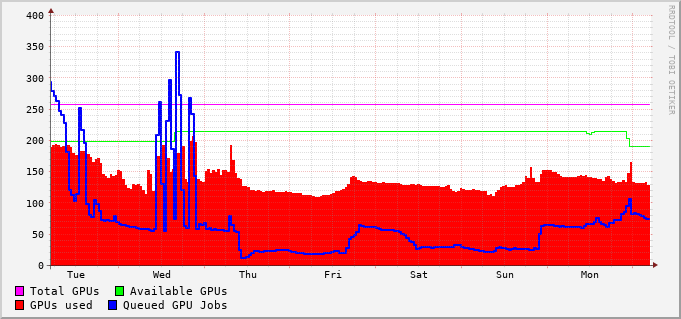 400
350
300
250
200
150
100
50
0
Tue Wed Thu Fri Sat Sun Mon
Total GPUs Available GPUs
GPUs used Queued GPU Jobs
RRDTOOL / TOBI OETIKER